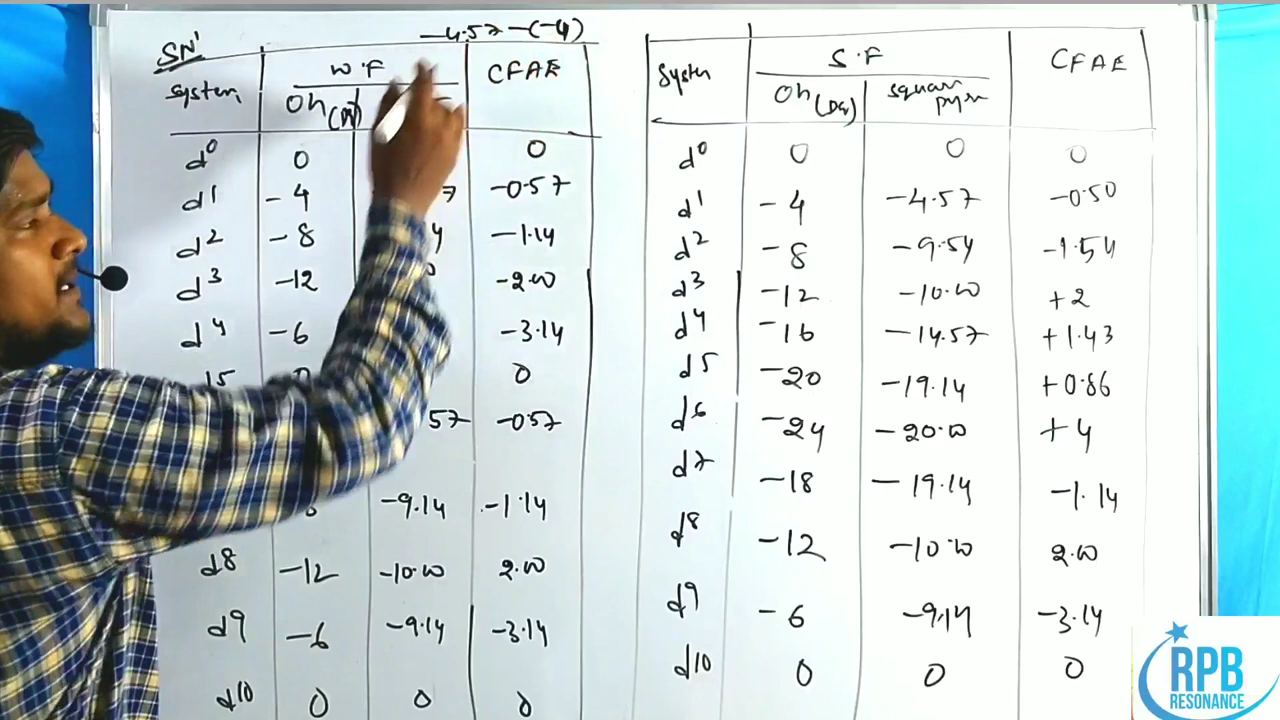 SN'
-4.57-(-4)
System W.F CFAE
Oh (Dq)
d0 0 0
d1 -4 7 -0.57
d2 -8 4 -1.14
d3 -12 0 -2.00
d4 -6 -3.14
0
57 -0.57
-9.14 -1.14
d8 -12 -10.00 2.00
d9 -6 -9.14 -3.14
d10 0 0 0
System S.F CFAE
Oh (Dq) square pym
d0 0 0 0
d1 -4 -4.57 -0.50
d2 -8 -9.54 -1.54
d3 -12 -10.00 +2
d4 -16 -14.57 +1.43
d5 -20 -19.14 +0.86
d6 -24 -20.00 +4
d7 -18 -19.14 -1.14
d8 -12 -10.00 2.00
d9 -6 -9.14 -3.14
d10 0 0 0
RPB
RESONANCE